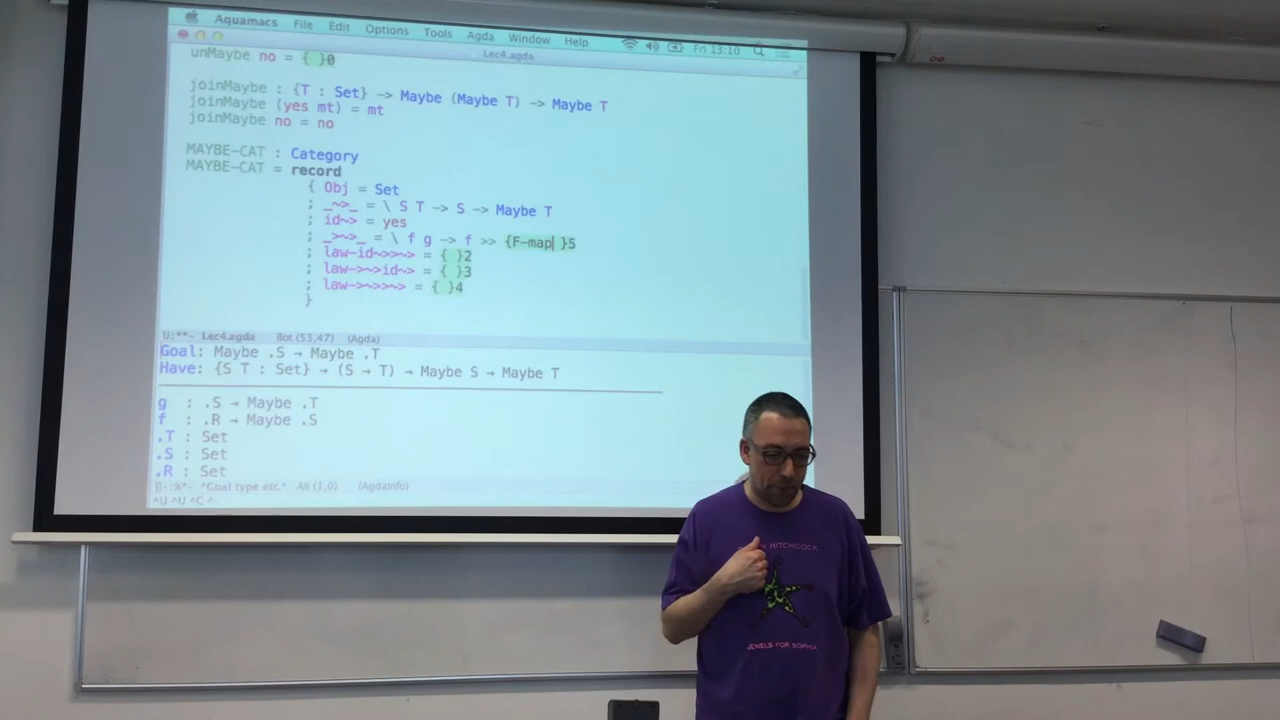 Aquamacs File Edit Options Tools Agda Window Help Fri 13:10
Lec4.agda
unMaybe no = { }0
joinMaybe : {T : Set} -> Maybe (Maybe T) -> Maybe T
joinMaybe (yes mt) = mt
joinMaybe no = no
MAYBE-CAT : Category
MAYBE-CAT = record
{ Obj = Set
; _~>_ = \ S T -> S -> Maybe T
; id~> = yes
; _>~>_ = \ f g -> f >> {F-map }5
; law-id~>>~> = { }2
; law->~>id~> = { }3
; law->~>>~> = { }4
}
U:**- Lec4.agda Bot (53,47) (Agda)
Goal: Maybe .S → Maybe .T
Have: {S T : Set} → (S → T) → Maybe S → Maybe T
g : .S → Maybe .T
f : .R → Maybe .S
.T : Set
.S : Set
.R : Set
*Goal type etc.* All (1,0) (AgdaInfo)
^U ^U ^C ^.
HITCHCOCK
JEWELS FOR SOPHIA